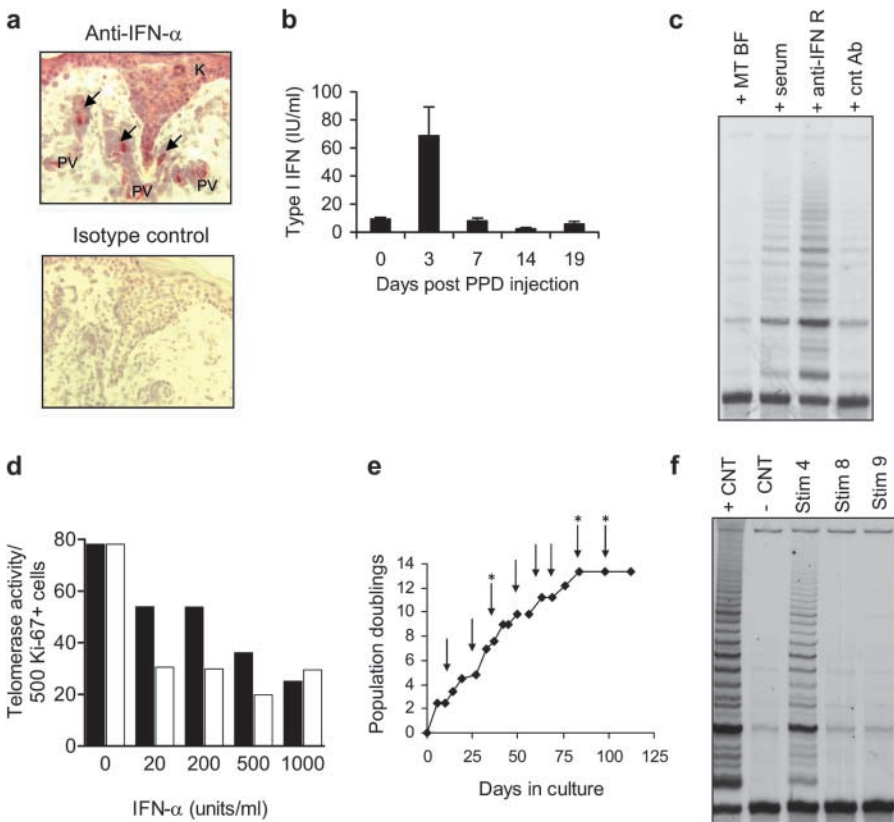 a
Anti-IFN-α
K
PV
PV
PV
Isotype control
b
Type I IFN (IU/ml)
100
80
60
40
20
0
0 3 7 14 19
Days post PPD injection
c
+ MT BF
+ serum
+ anti-IFN R
+ cnt Ab
d
Telomerase activity/
500 Ki-67+ cells
80
60
40
20
0
0 20 200 500 1000
IFN-α (units/ml)
e
Population doublings
14
12
10
8
6
4
2
0
* * *
0 25 50 75 100 125
Days in culture
f
+ CNT
- CNT
Stim 4
Stim 8
Stim 9